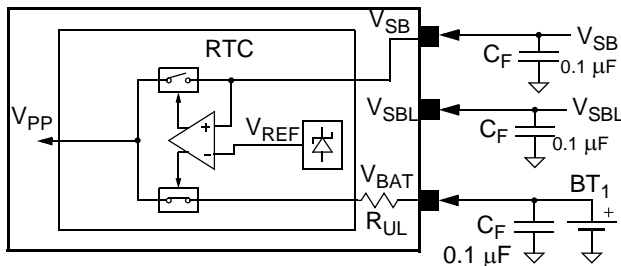 RTC
V_SB
V_SB
C_F
0.1 µF
V_PP
+
V_REF
-
V_SBL
V_SBL
C_F
0.1 µF
V_BAT
BT_1
R_UL
C_F
+
0.1 µF